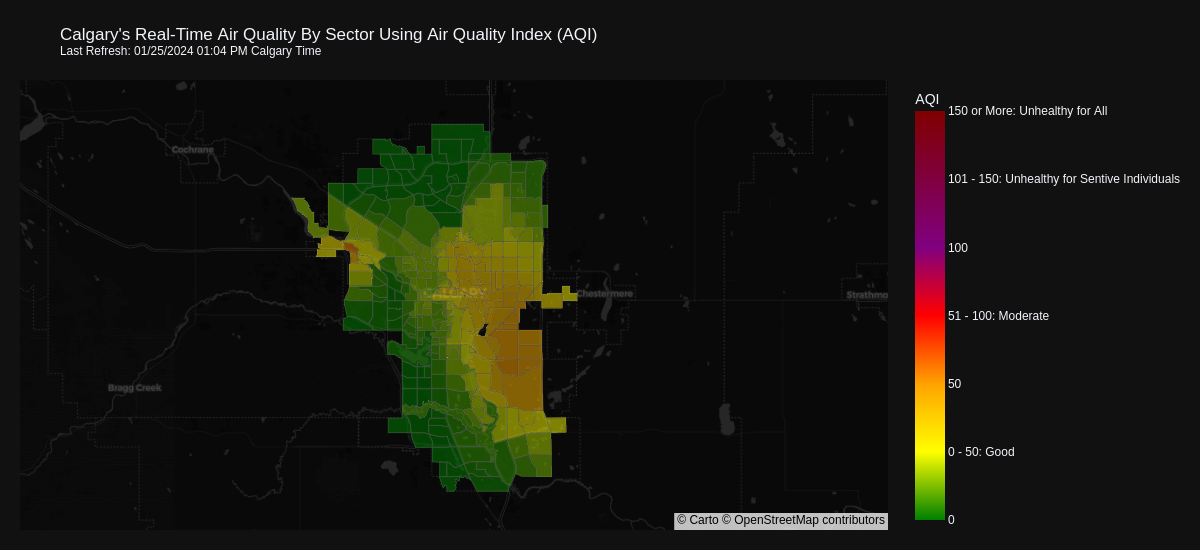 Calgary's Real-Time Air Quality By Sector Using Air Quality Index (AQI)
Last Refresh: 01/25/2024 01:04 PM Calgary Time
AQI
150 or More: Unhealthy for All
Cochrane
101 - 150: Unhealthy for Sentive Individuals
100
Chestermere
Strathmo
51 - 100: Moderate
50
Bragg Creek
0 - 50: Good
0
© Carto © OpenStreetMap contributors